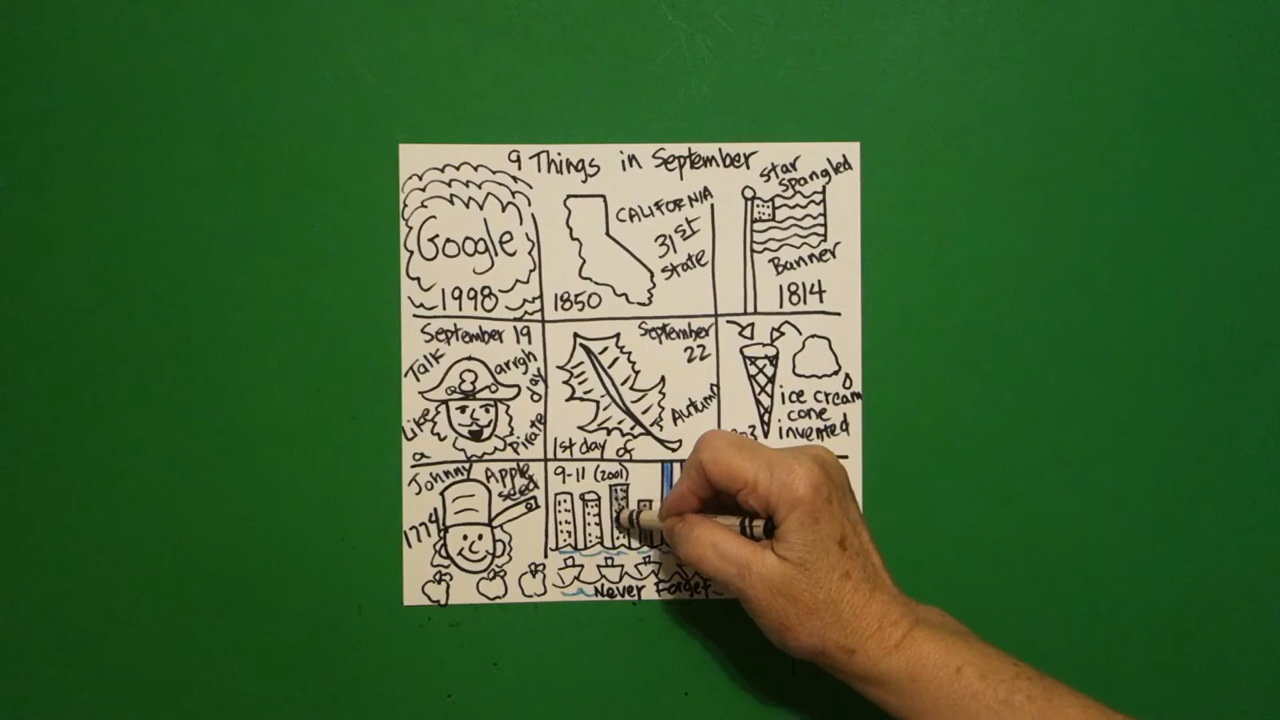 9 Things in September
Google
1998
CALIFORNIA
31st
State
1850
Star
Spangled
Banner
1814
September 19
Talk
Like
a
Pirate
day
arrgh
September
22
1st day of
Autumn
ice cream
cone
invented
Johnny
Apple
seed
1774
9-11 (2001)
Never Forget